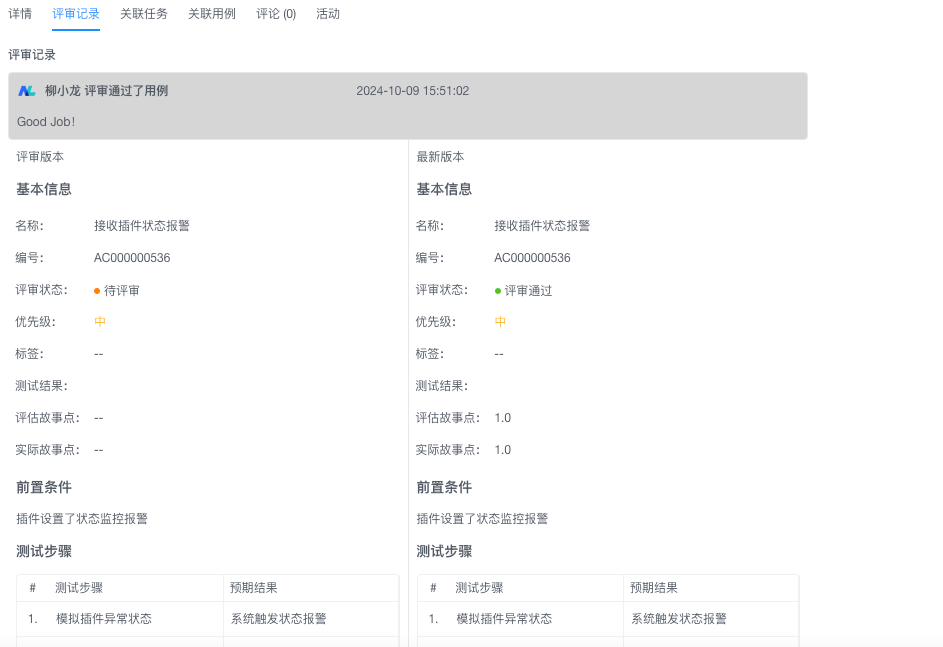 详情 评审记录 关联任务 关联用例 评论 (0) 活动
评审记录
柳小龙 评审通过了用例 2024-10-09 15:51:02
Good Job!
评审版本
基本信息
名称： 接收插件状态报警
编号： AC000000536
评审状态： 待评审
优先级： 中
标签： --
测试结果：
评估故事点： --
实际故事点： --
前置条件
插件设置了状态监控报警
测试步骤
# 测试步骤 预期结果
1. 模拟插件异常状态 系统触发状态报警
最新版本
基本信息
名称： 接收插件状态报警
编号： AC000000536
评审状态： 评审通过
优先级： 中
标签： --
测试结果：
评估故事点： 1.0
实际故事点： 1.0
前置条件
插件设置了状态监控报警
测试步骤
# 测试步骤 预期结果
1. 模拟插件异常状态 系统触发状态报警